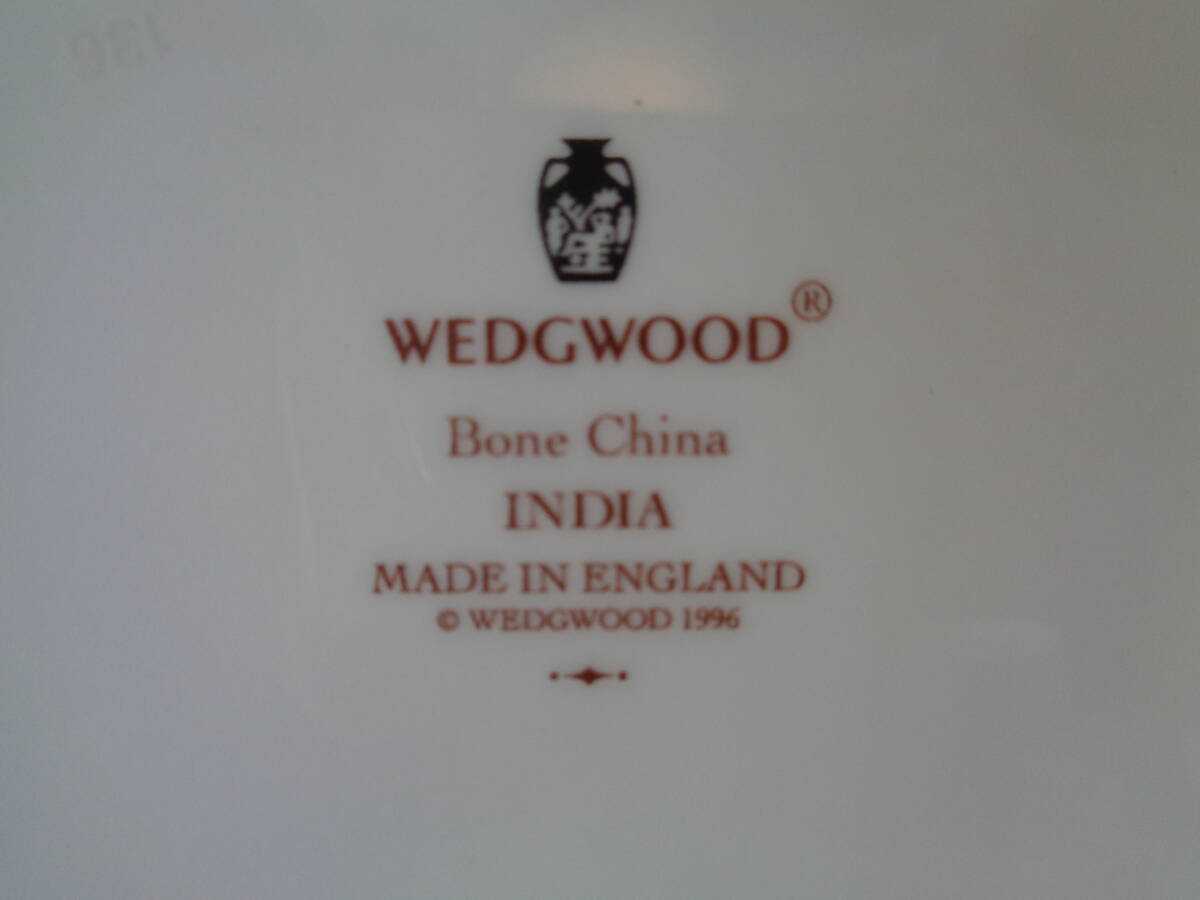 WEDGWOOD®
Bone China
INDIA
MADE IN ENGLAND
© WEDGWOOD 1996